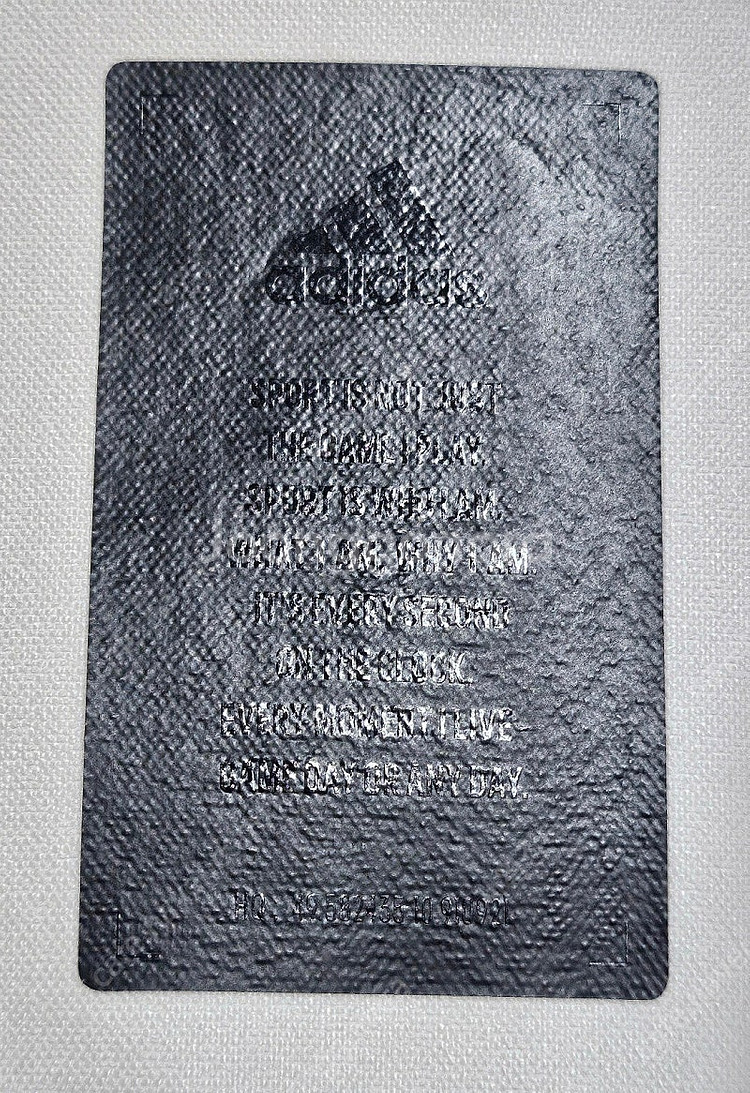 adidas
SPORT IS NOT JUST
THE GAME I PLAY.
SPORT IS WHO I AM.
WHAT I AM. WHY I AM.
IT'S EVERY SECOND
ON THE CLOCK.
EVERY MOMENT I LIVE
GAME DAY OR ANY DAY.
HQ.